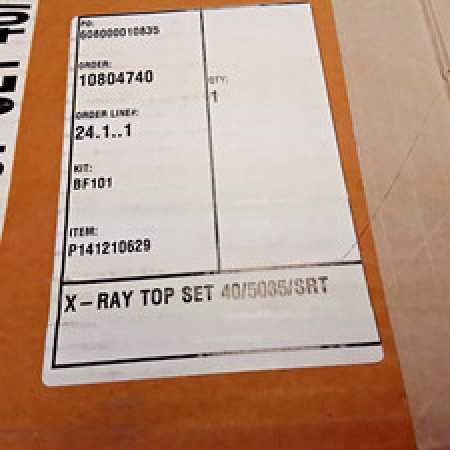 PO:
508000010835
ORDER:
10804740
QTY:
1
ORDER LINE#:
24.1..1
KIT:
BF101
ITEM:
P141210629
X-RAY TOP SET 40/5035/SRT